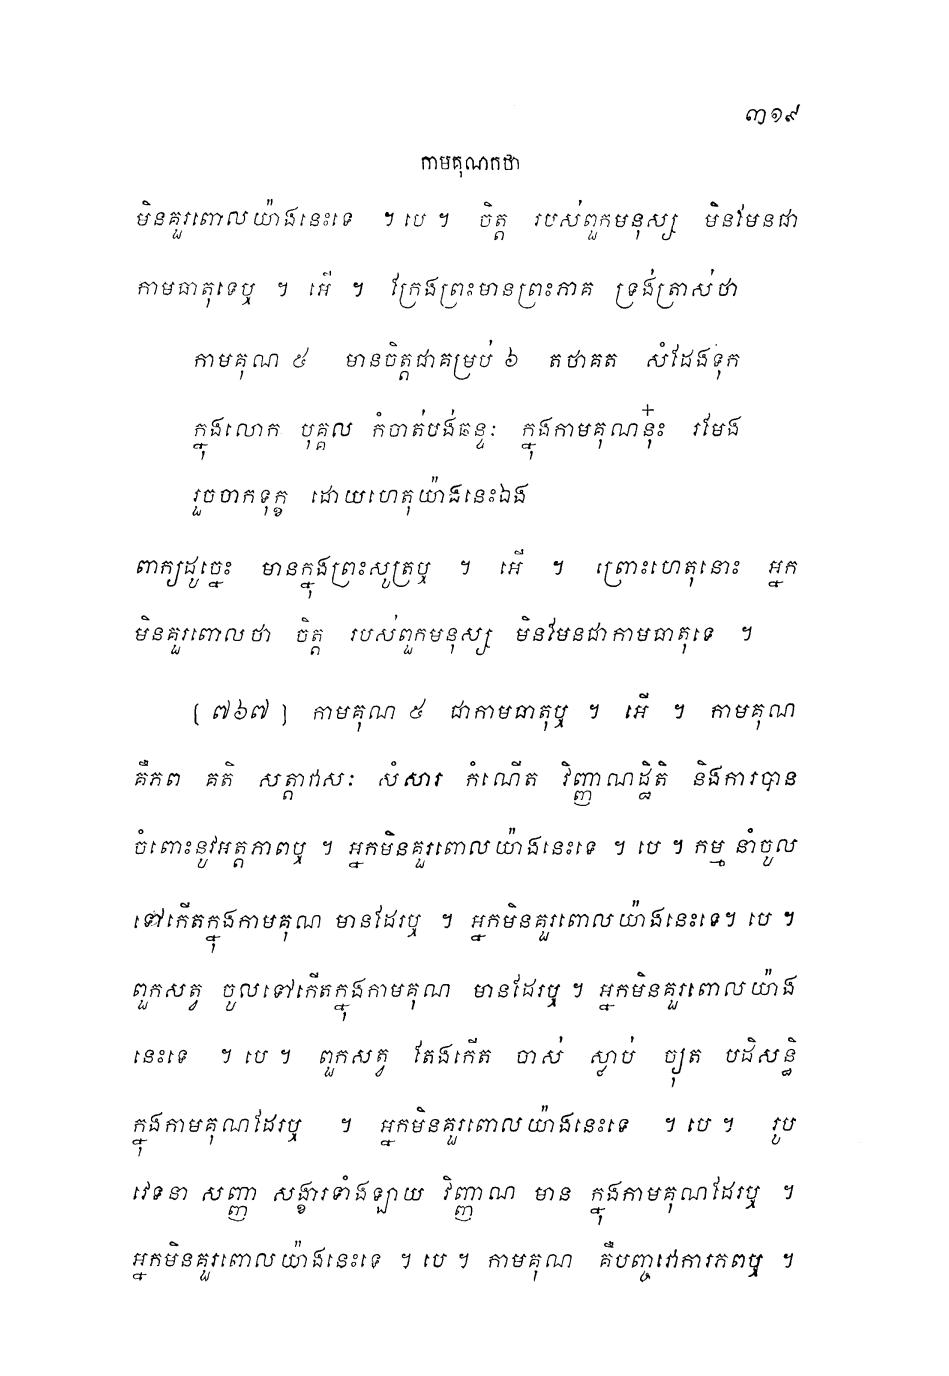 ៣១៩
កាមគុណកថា
មិនគួរពោលយ៉ាងនេះទេ ។ បេ ។ ចិត្ត របស់ពួកមនុស្ស មិនមែនជា
កាមធាតុទេឬ ។ អើ ។ ក្រែងព្រះមានព្រះភាគ ទ្រង់ត្រាស់ថា
កាមគុណ ៥ មានចិត្តជាគម្រប់ ៦ តថាគត សំដែងទុក
ក្នុងលោក បុគ្គល កំចាត់បង់ឆន្ទៈ ក្នុងកាមគុណនុ៎ះ រមែង
រួចចាកទុក្ខ ដោយហេតុយ៉ាងនេះឯង
ពាក្យដូច្នេះ មានក្នុងព្រះសូត្រឬ ។ អើ ។ ព្រោះហេតុនោះ អ្នក
មិនគួរពោលថា ចិត្ត របស់ពួកមនុស្ស មិនមែនជាកាមធាតុទេ ។
(៧៦៧) កាមគុណ ៥ ជាកាមធាតុឬ ។ អើ ។ កាមគុណ
គឺភព គតិ សត្តាវាសៈ សំសារ កំណើត វិញ្ញាណដ្ឋិតិ និងការបាន
ចំពោះនូវអត្តភាពឬ ។ អ្នកមិនគួរពោលយ៉ាងនេះទេ ។ បេ ។ កម្ម នាំចូល
ទៅកើតក្នុងកាមគុណ មានដែរឬ ។ អ្នកមិនគួរពោលយ៉ាងនេះទេ។ បេ ។
ពួកសត្វ ចូលទៅកើតក្នុងកាមគុណ មានដែរឬ ។ អ្នកមិនគួរពោលយ៉ាង
នេះទេ ។ បេ ។ ពួកសត្វ តែងកើត ចាស់ ស្លាប់ ច្យុត បដិសន្ធិ
ក្នុងកាមគុណដែរឬ ។ អ្នកមិនគួរពោលយ៉ាងនេះទេ ។ បេ ។ រូប
វេទនា សញ្ញា សង្ខារទាំងឡាយ វិញ្ញាណ មាន ក្នុងកាមគុណដែរឬ ។
អ្នកមិនគួរពោលយ៉ាងនេះទេ ។ បេ ។ កាមគុណ គឺបញ្ចវោការភពឬ ។